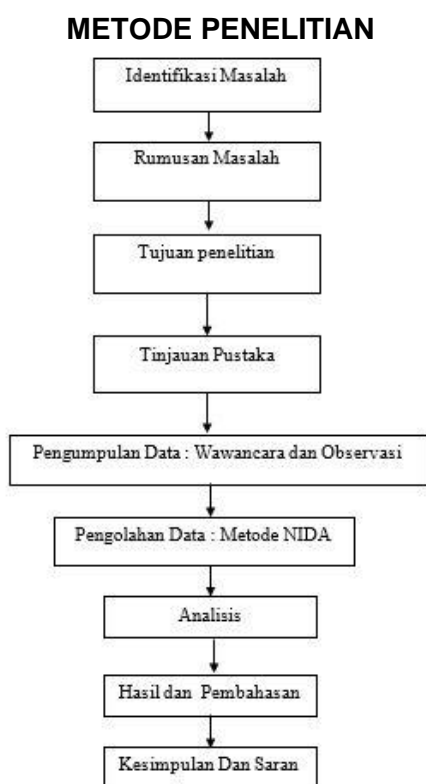 METODE PENELITIAN
Identifikasi Masalah
Rumusan Masalah
Tujuan penelitian
Tinjauan Pustaka
Pengumpulan Data : Wawancara dan Observasi
Pengolahan Data : Metode NIDA
Analisis
Hasil dan Pembahasan
Kesimpulan Dan Saran